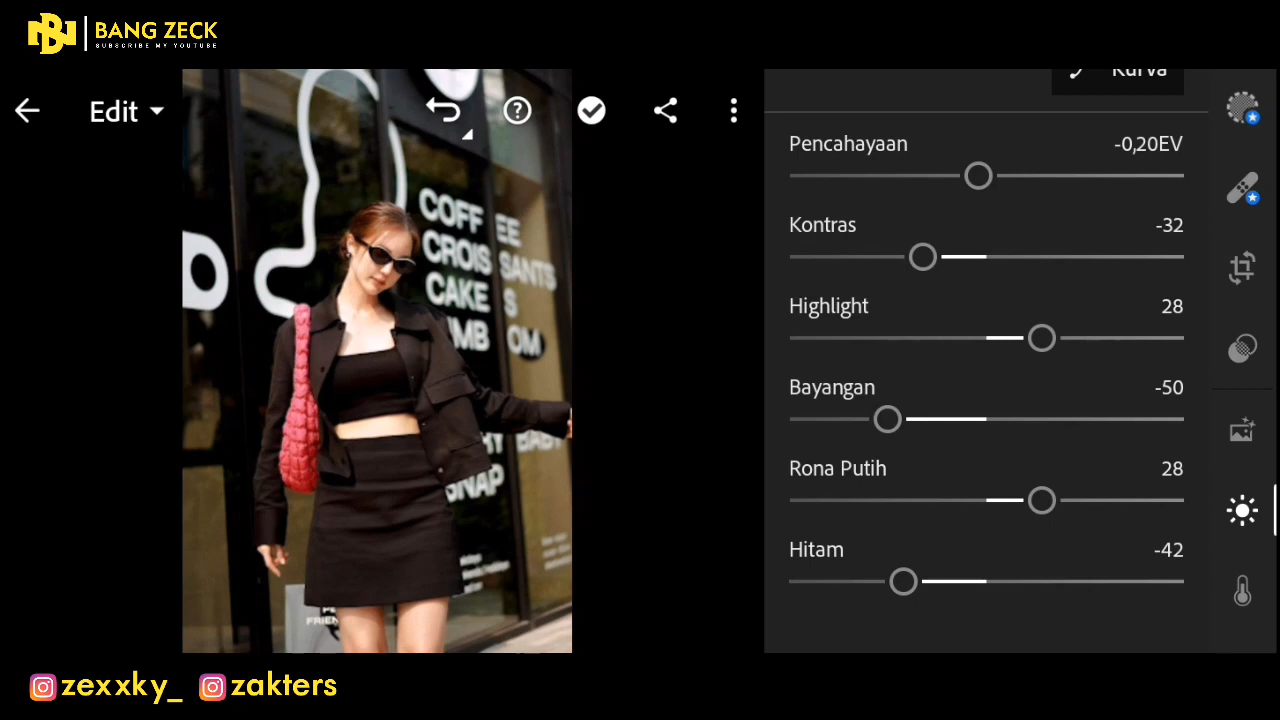 BANG ZECK
SUBSCRIBE MY YOUTUBE
Edit
Kurva
Pencahayaan -0,20EV
Kontras -32
Highlight 28
Bayangan -50
Rona Putih 28
Hitam -42
COFF EE
CROIS SANTS
CAKE S
OM
SNAP
zexxky_ zakters